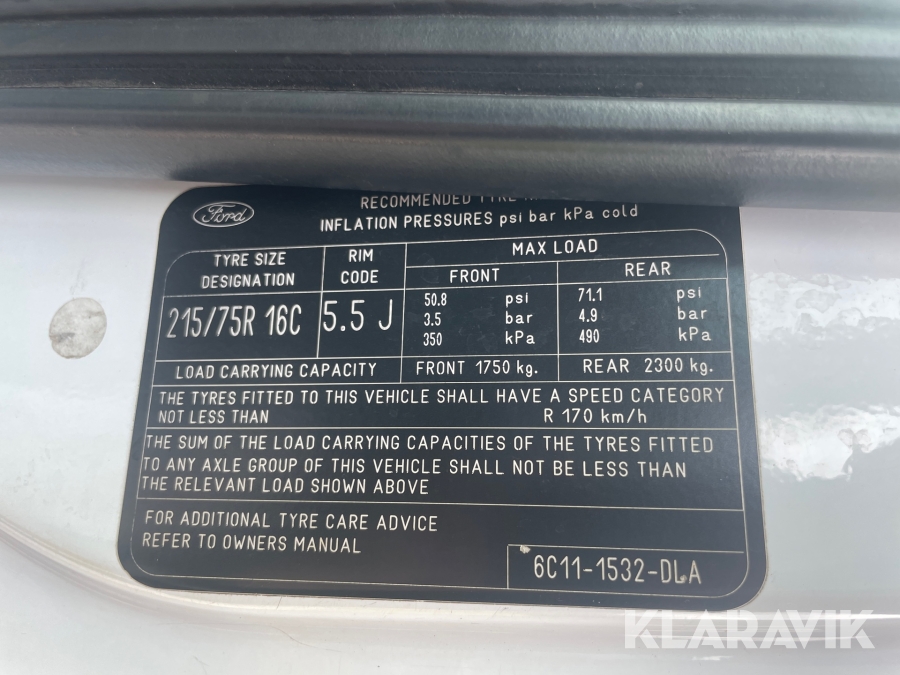 RECOMMENDED TYRE
Ford
INFLATION PRESSURES psi bar kPa cold
TYRE SIZE DESIGNATION
RIM CODE
MAX LOAD
FRONT
REAR
215/75R 16C
5.5 J
50.8 psi
3.5 bar
350 kPa
71.1 psi
4.9 bar
490 kPa
LOAD CARRYING CAPACITY FRONT 1750 kg. REAR 2300 kg.
THE TYRES FITTED TO THIS VEHICLE SHALL HAVE A SPEED CATEGORY
NOT LESS THAN R 170 km/h
THE SUM OF THE LOAD CARRYING CAPACITIES OF THE TYRES FITTED
TO ANY AXLE GROUP OF THIS VEHICLE SHALL NOT BE LESS THAN
THE RELEVANT LOAD SHOWN ABOVE
FOR ADDITIONAL TYRE CARE ADVICE
REFER TO OWNERS MANUAL
6C11-1532-DLA
KLARAVIK